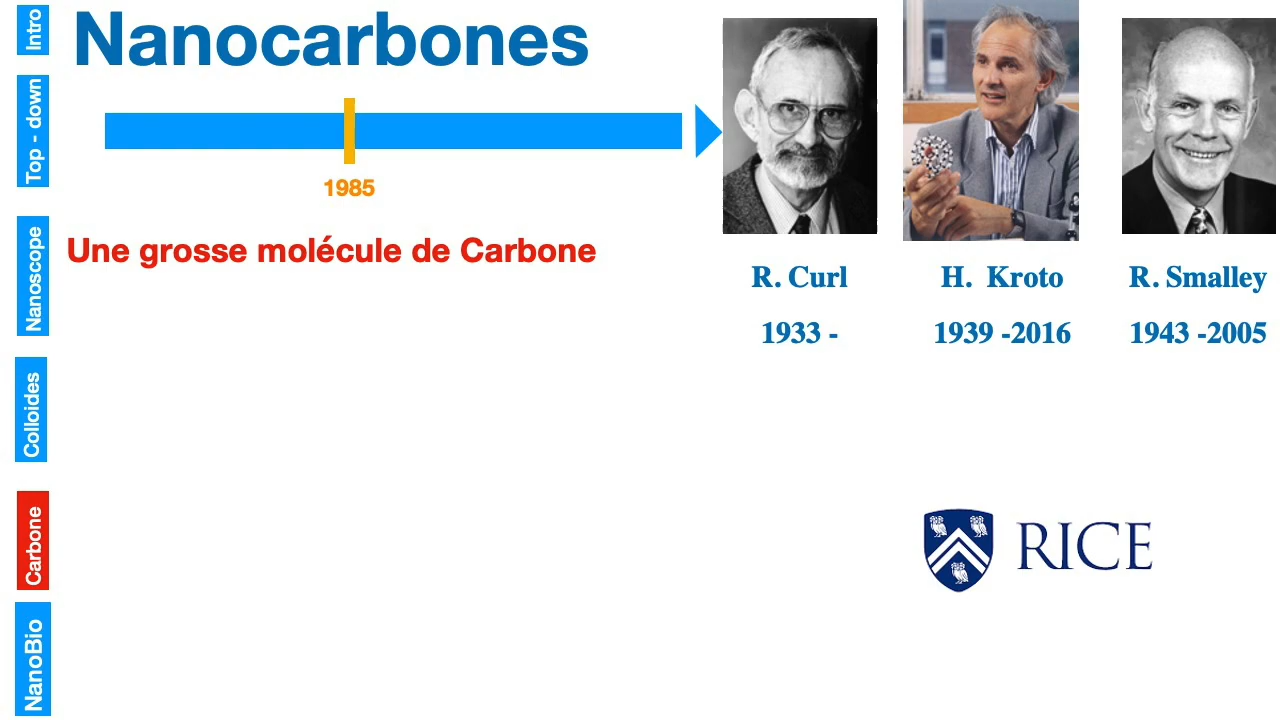 Intro
Top - down
Nanoscope
Colloides
Carbone
NanoBio
Nanocarbones
1985
Une grosse molécule de Carbone
R. Curl
1933 -
H. Kroto
1939 -2016
R. Smalley
1943 -2005
RICE